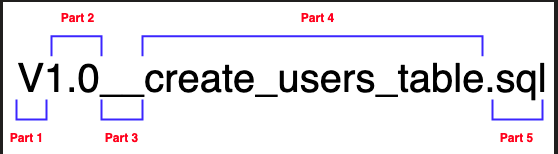 Part 2
Part 4
V1.0__create_users_table.sql
Part 1
Part 3
Part 5